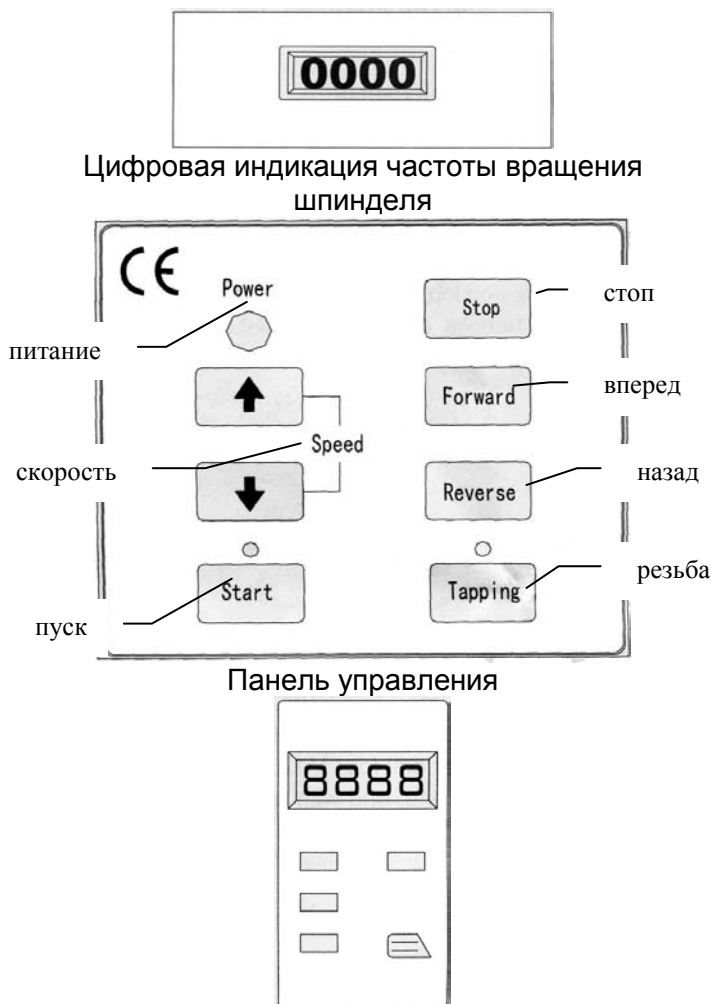 0000
Цифровая индикация частоты вращения
шпинделя
CE
Power
Stop
стоп
питание
Forward
вперед
Speed
скорость
Reverse
назад
Start
Tapping
резьба
пуск
Панель управления
8888